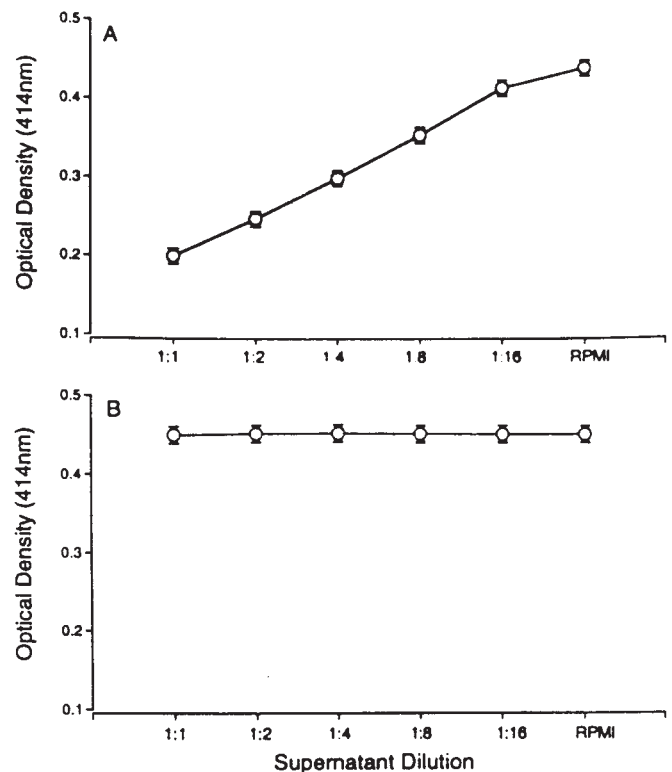 A
Optical Density (414nm)
0.5
0.4
0.3
0.2
0.1
1:1 1:2 1:4 1:8 1:16 RPMI
B
Optical Density (414nm)
0.5
0.4
0.3
0.2
0.1
1:1 1:2 1:4 1:8 1:16 RPMI
Supernatant Dilution